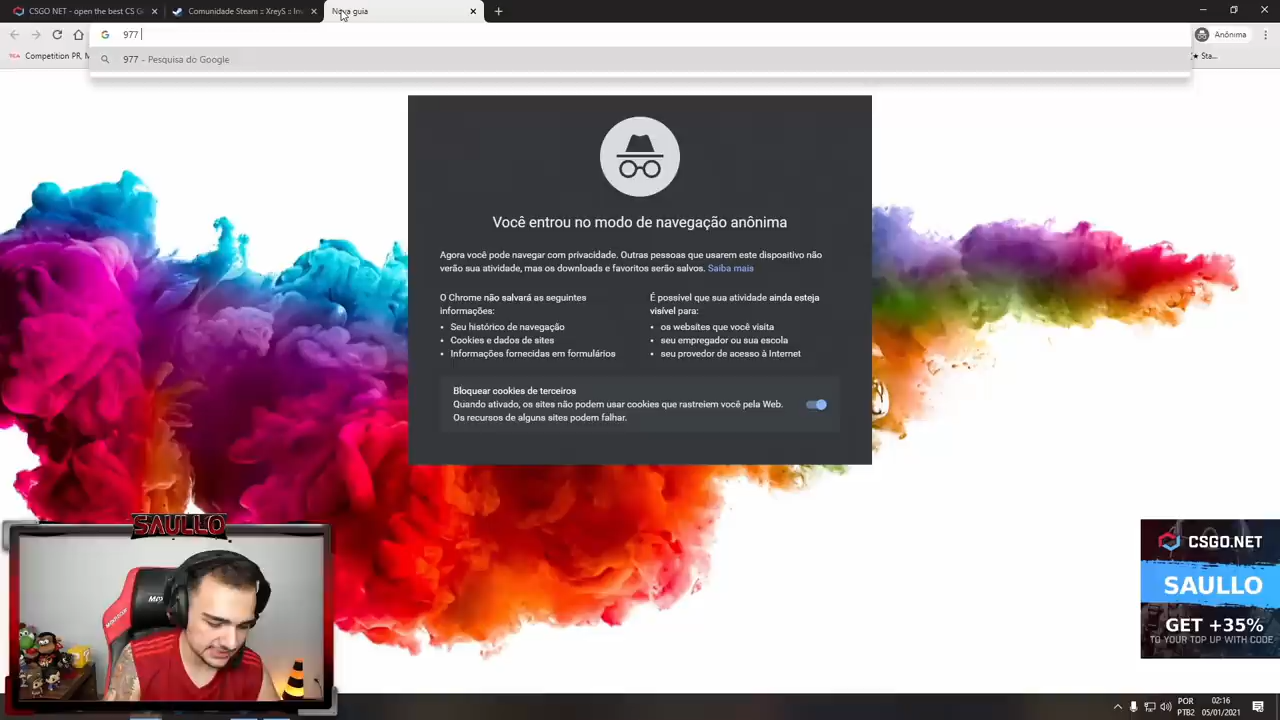 CSGO NET - open the best CS G
Comunidade Steam :: XreyS :: Inv
Nova guia
977
Anônima
Competition PR, M
Sta...
977 - Pesquisa do Google
Você entrou no modo de navegação anônima
Agora você pode navegar com privacidade. Outras pessoas que usarem este dispositivo não
verão sua atividade, mas os downloads e favoritos serão salvos. Saiba mais
O Chrome não salvará as seguintes
informações:
Seu histórico de navegação
Cookies e dados de sites
Informações fornecidas em formulários
É possível que sua atividade ainda esteja
visível para:
os websites que você visita
seu empregador ou sua escola
seu provedor de acesso à Internet
Bloquear cookies de terceiros
Quando ativado, os sites não podem usar cookies que rastreiem você pela Web.
Os recursos de alguns sites podem falhar.
SAULLO
CSGO.NET
SAULLO
GET +35%
TO YOUR TOP UP WITH CODE
POR
PTB2
02:16
05/01/2021